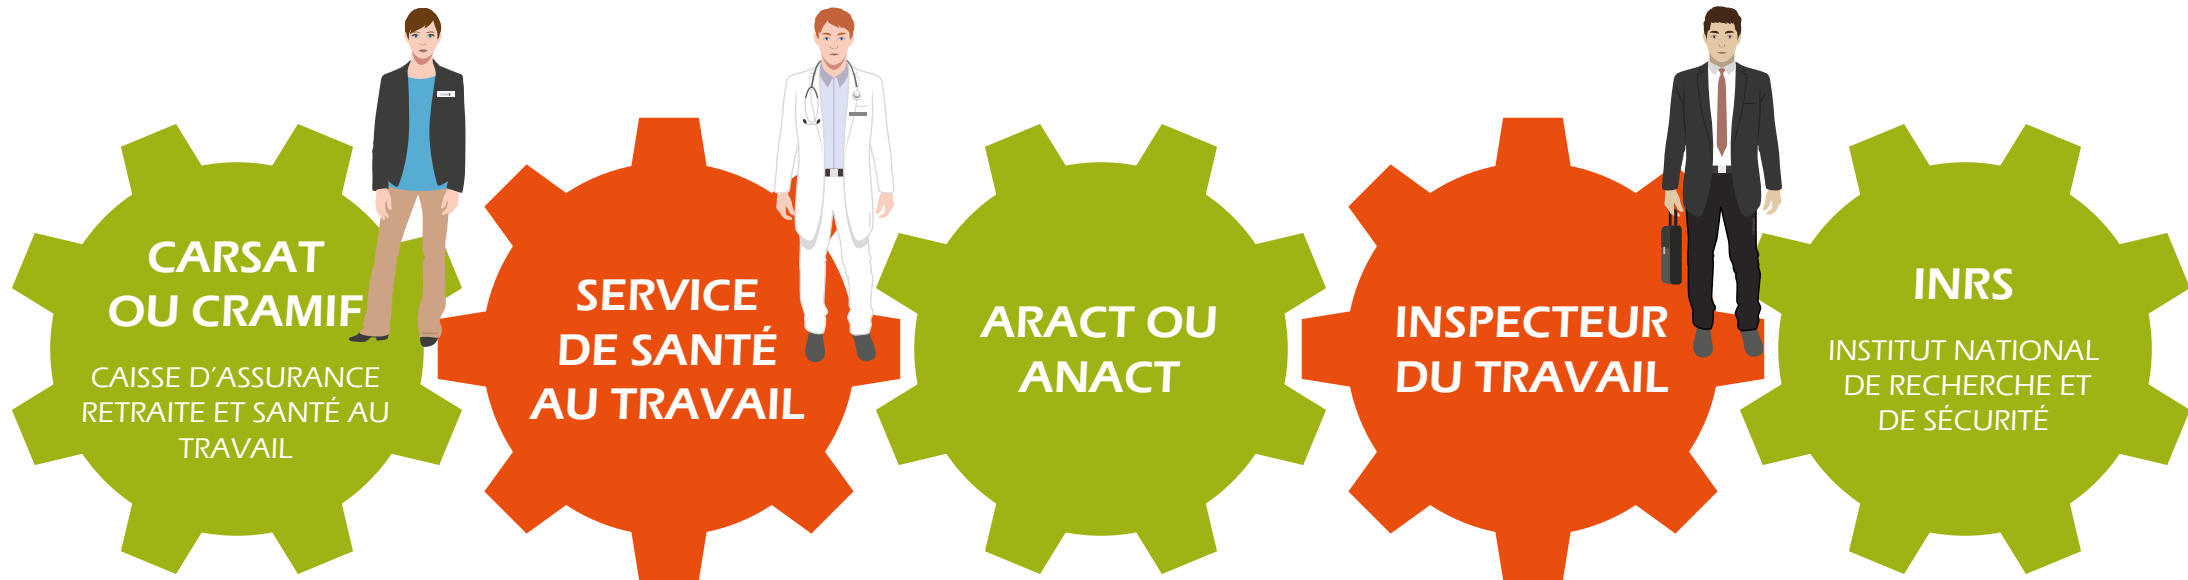 CARSAT
OU CRAMIF
CAISSE D'ASSURANCE
RETRAITE ET SANTÉ AU
TRAVAIL
SERVICE
DE SANTÉ
AU TRAVAIL
ARACT OU
ANACT
INSPECTEUR
DU TRAVAIL
INRS
INSTITUT NATIONAL
DE RECHERCHE ET
DE SÉCURITÉ